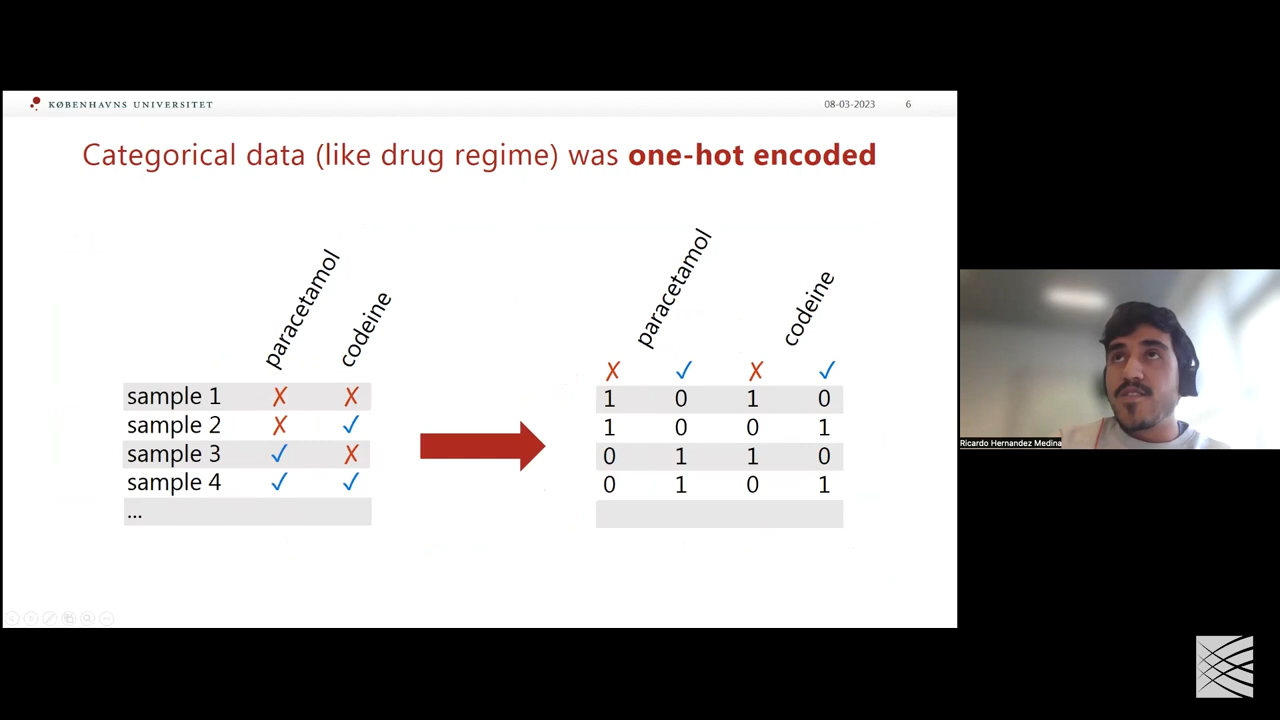 KØBENHAVNS UNIVERSITET
08-03-2023 6
Categorical data (like drug regime) was one-hot encoded
paracetamol codeine
sample 1 ✗ ✗
sample 2 ✗ ✓
sample 3 ✓ ✗
sample 4 ✓ ✓
...
paracetamol codeine
✗ ✓ ✗ ✓
1 0 1 0
1 0 0 1
0 1 1 0
0 1 0 1
Ricardo Hernandez Medina